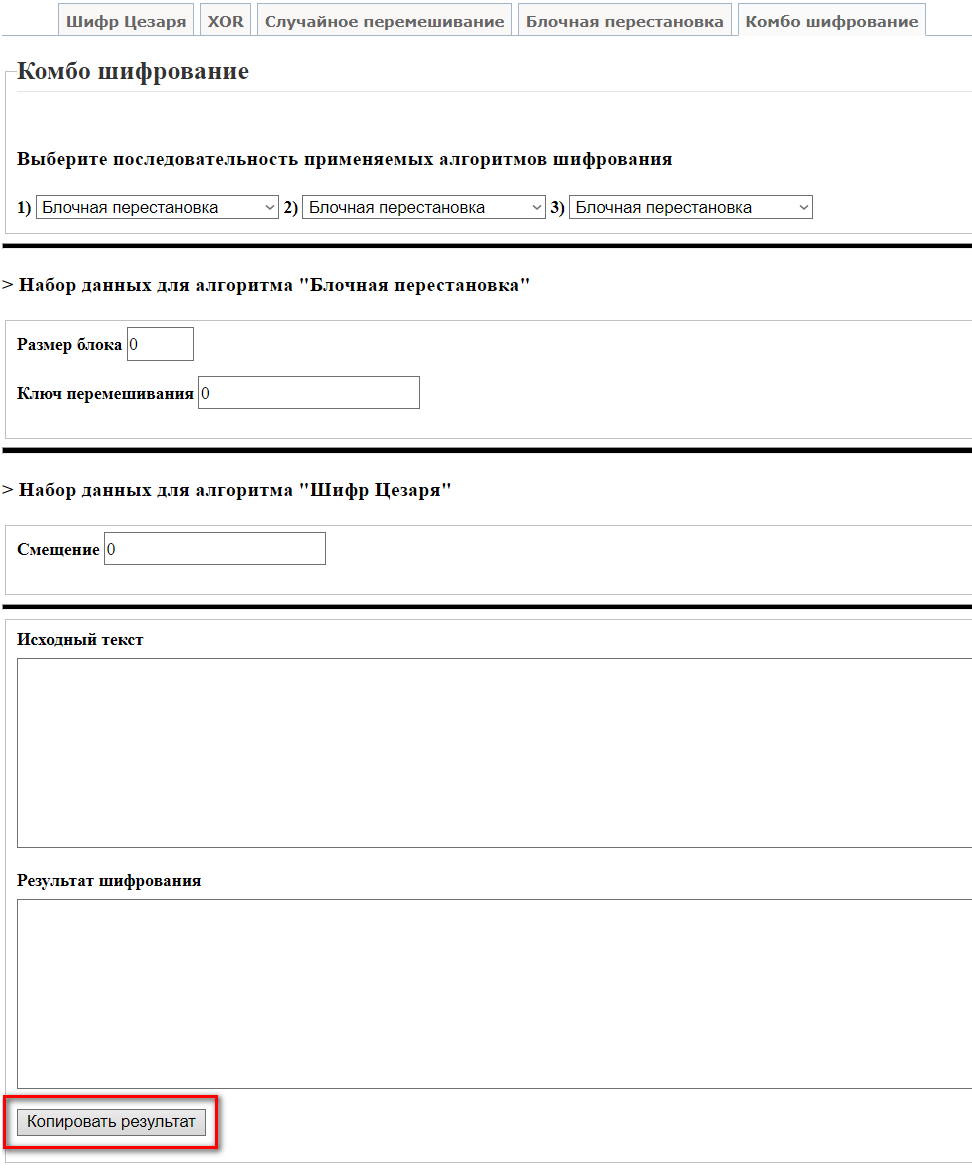 Шифр Цезаря XOR Случайное перемешивание Блочная перестановка Комбо шифрование
Комбо шифрование
Выберите последовательность применяемых алгоритмов шифрования
1) Блочная перестановка 2) Блочная перестановка 3) Блочная перестановка
> Набор данных для алгоритма "Блочная перестановка"
Размер блока 0
Ключ перемешивания 0
> Набор данных для алгоритма "Шифр Цезаря"
Смещение 0
Исходный текст
Результат шифрования
Копировать результат